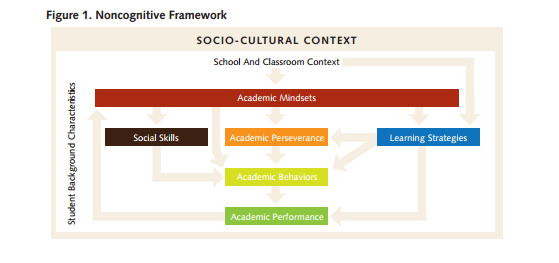 Figure 1. Noncognitive Framework
SOCIO-CULTURAL CONTEXT
School And Classroom Context
Student Background Characteristics
Academic Mindsets
Social Skills
Academic Perseverance
Learning Strategies
Academic Behaviors
Academic Performance